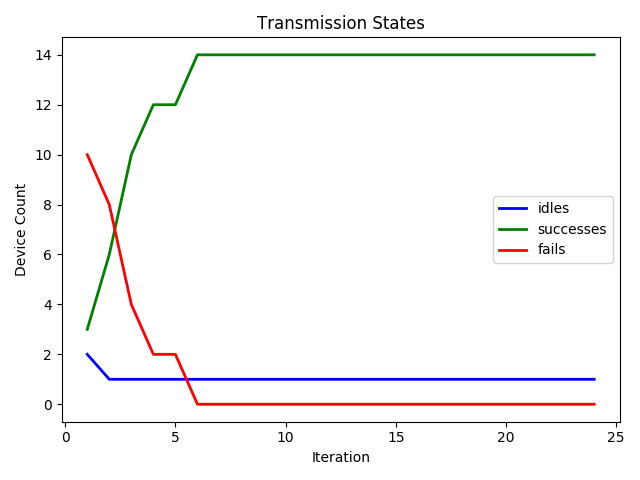 Transmission States
14
12
10
8
6
4
2
0
Device Count
idles
successes
fails
0 5 10 15 20 25
Iteration